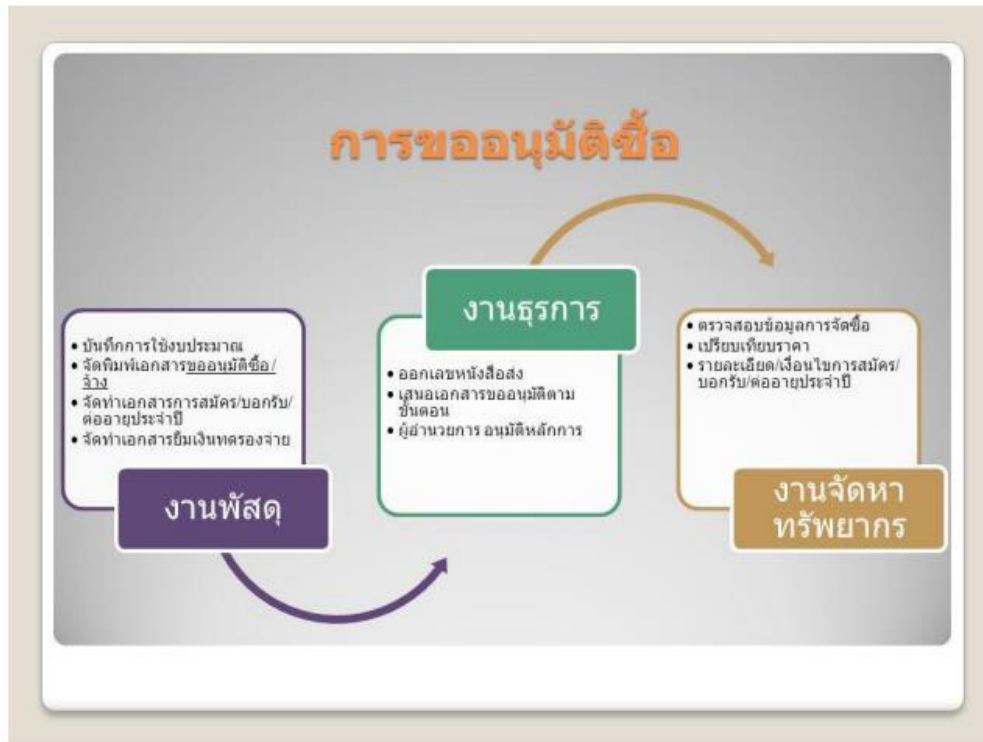 การขออนุมัติซื้อ
• บันทึกการใช้งบประมาณ
• จัดพิมพ์เอกสารขออนุมัติซื้อ/
จ้าง
• จัดทำเอกสารการสมัคร/บอกรับ/
ต่ออายุประจำปี
• จัดทำเอกสารยืมเงินทดรองจ่าย
งานพัสดุ
งานธุรการ
• ออกเลขหนังสือส่ง
• เสนอเอกสารขออนุมัติตาม
ขั้นตอน
• ผู้อำนวยการ อนุมัติหลักการ
• ตรวจสอบข้อมูลการจัดซื้อ
• เปรียบเทียบราคา
• รายละเอียด/เงื่อนไขการสมัคร/
บอกรับ/ต่ออายุประจำปี
งานจัดหา
ทรัพยากร